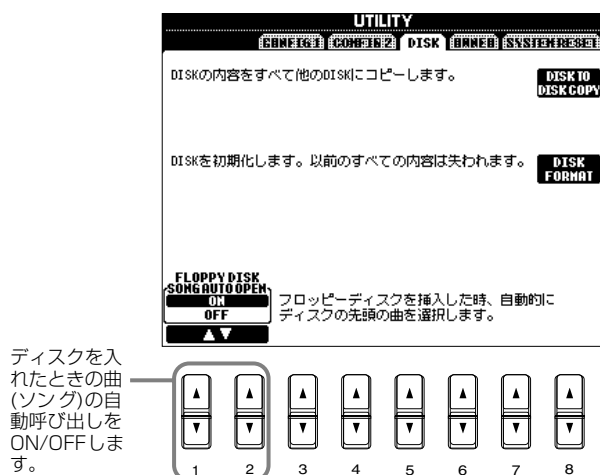 UTILITY
CONFIG 1 CONFIG 2 DISK OWNER SYSTEM RESET
DISKの内容をすべて他のDISKにコピーします。
DISK TO
DISK COPY
DISKを初期化します。以前のすべての内容は失われます。
DISK
FORMAT
FLOPPY DISK
SONG AUTO OPEN
ON
OFF
▲▼
フロッピーディスクを挿入した時、自動的に
ディスクの先頭の曲を選択します。
ディスクを入
れたときの曲
(ソング)の自
動呼び出しを
ON/OFFしま
す。
1 2 3 4 5 6 7 8